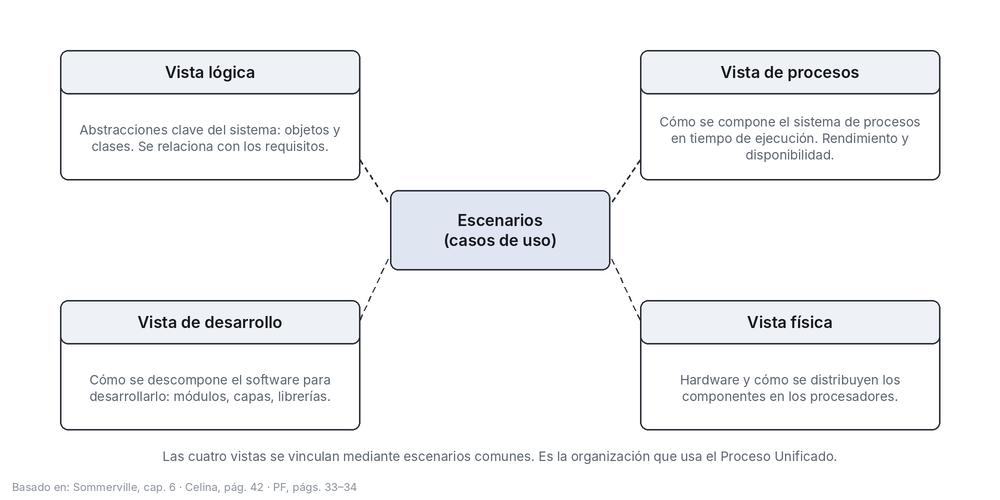 Vista lógica
Abstracciones clave del sistema: objetos y
clases. Se relaciona con los requisitos.
Vista de procesos
Cómo se compone el sistema de procesos
en tiempo de ejecución. Rendimiento y
disponibilidad.
Escenarios
(casos de uso)
Vista de desarrollo
Cómo se descompone el software para
desarrollarlo: módulos, capas, librerías.
Vista física
Hardware y cómo se distribuyen los
componentes en los procesadores.
Las cuatro vistas se vinculan mediante escenarios comunes. Es la organización que usa el Proceso Unificado.
Basado en: Sommerville, cap. 6 · Celina, pág. 42 · PF, págs. 33–34